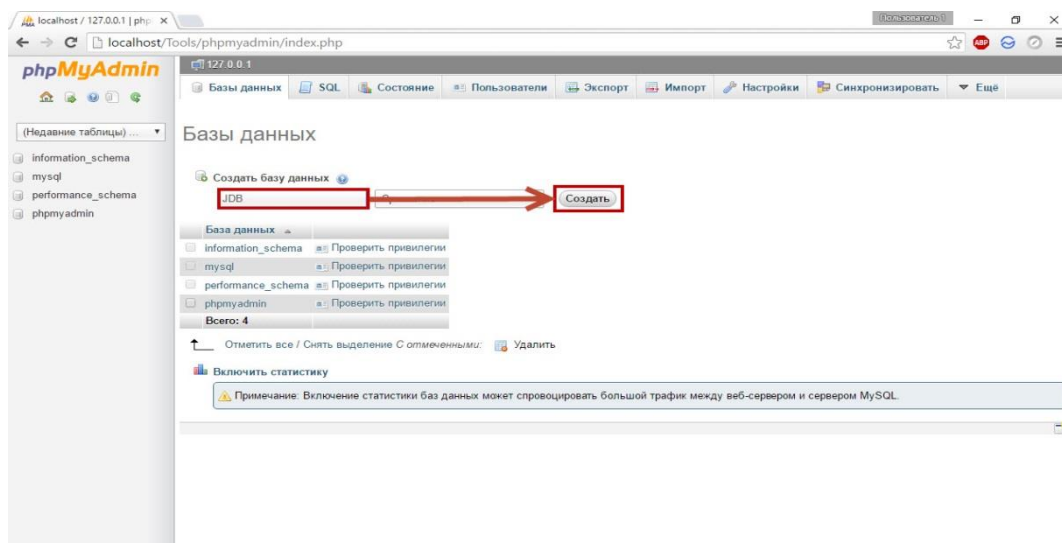 localhost / 127.0.0.1 | php
Пользователь 1
localhost/Tools/phpmyadmin/index.php
ABP
phpMyAdmin
(Недавние таблицы) ...
information_schema
mysql
performance_schema
phpmyadmin
127.0.0.1
Базы данных SQL Состояние Пользователи Экспорт Импорт Настройки Синхронизировать Ещё
Базы данных
Создать базу данных
JDB Создать
База данных
information_schema Проверить привилегии
mysql Проверить привилегии
performance_schema Проверить привилегии
phpmyadmin Проверить привилегии
Всего: 4
Отметить все / Снять выделение С отмеченными: Удалить
Включить статистику
Примечание: Включение статистики баз данных может спровоцировать большой трафик между веб-сервером и сервером MySQL.